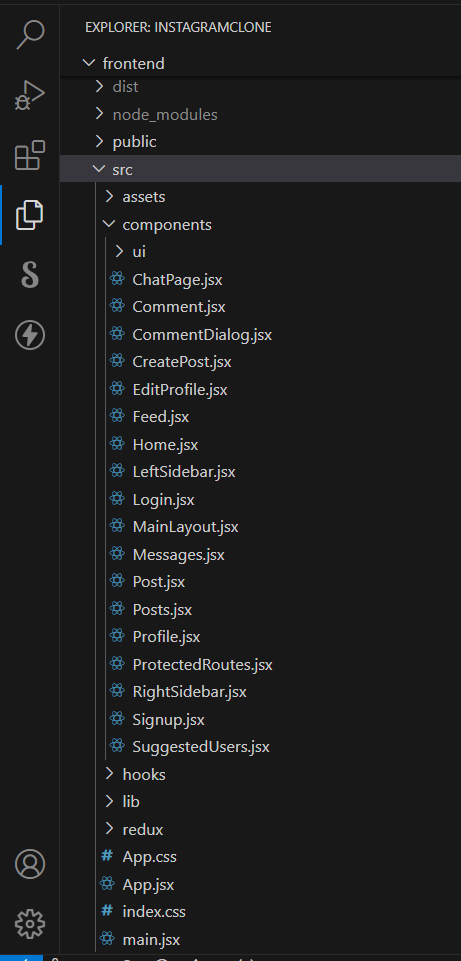 EXPLORER: INSTAGRAMCLONE
frontend
dist
node_modules
public
src
assets
components
ui
ChatPage.jsx
Comment.jsx
CommentDialog.jsx
CreatePost.jsx
EditProfile.jsx
Feed.jsx
Home.jsx
LeftSidebar.jsx
Login.jsx
MainLayout.jsx
Messages.jsx
Post.jsx
Posts.jsx
Profile.jsx
ProtectedRoutes.jsx
RightSidebar.jsx
Signup.jsx
SuggestedUsers.jsx
hooks
lib
redux
# App.css
App.jsx
# index.css
main.jsx